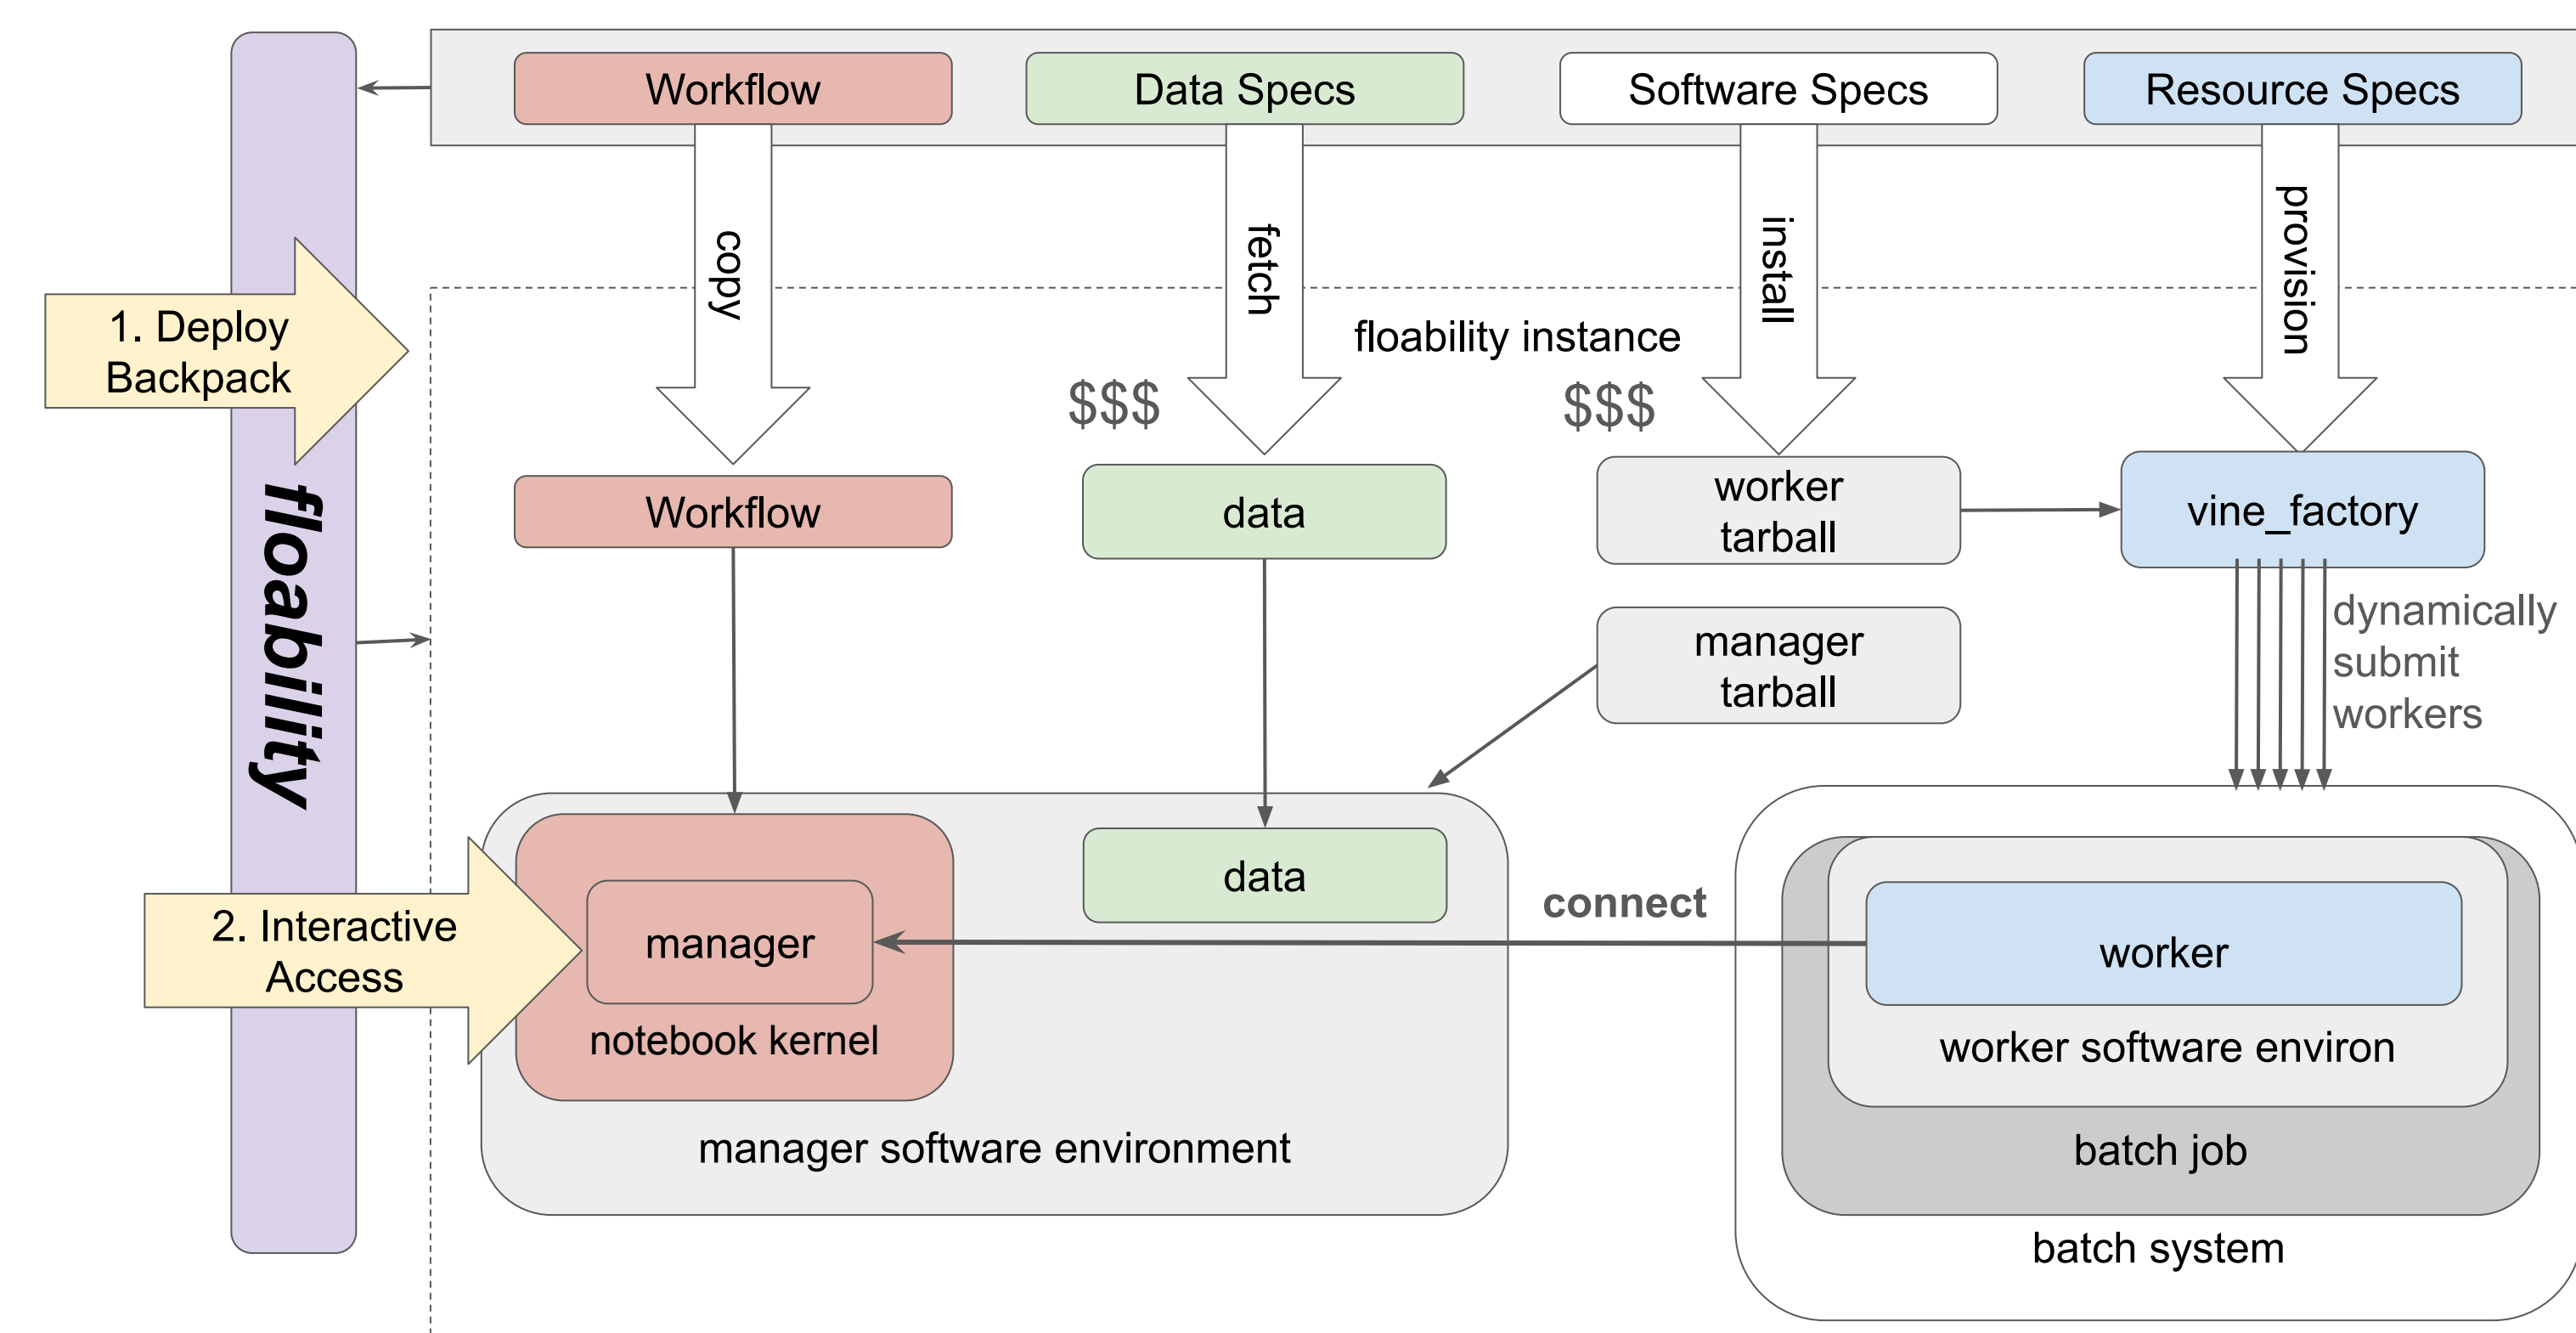 Workflow
Data Specs
Software Specs
Resource Specs
copy
fetch
install
provision
1. Deploy
Backpack
floability instance
$$$
$$$
floability
Workflow
data
worker
tarball
vine_factory
manager
tarball
dynamically
submit
workers
2. Interactive
Access
manager
notebook kernel
data
manager software environment
connect
worker
worker software environ
batch job
batch system